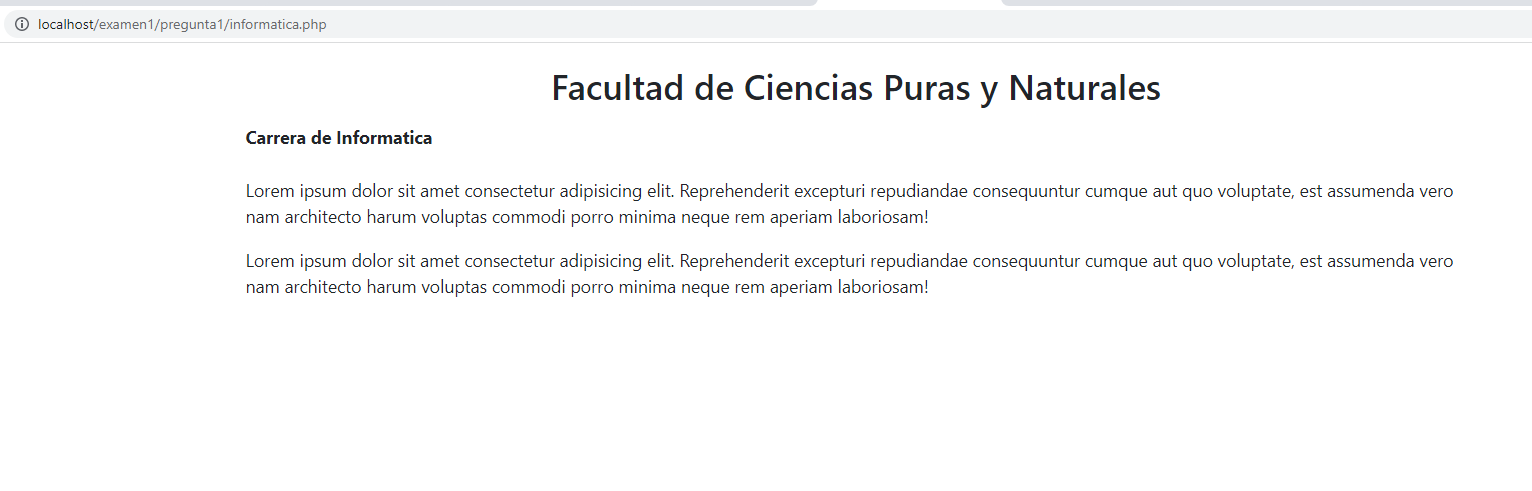 localhost/examen1/pregunta1/informatica.php
Facultad de Ciencias Puras y Naturales
Carrera de Informatica
Lorem ipsum dolor sit amet consectetur adipisicing elit. Reprehenderit excepturi repudiandae consequuntur cumque aut quo voluptate, est assumenda vero
nam architecto harum voluptas commodi porro minima neque rem aperiam laboriosam!
Lorem ipsum dolor sit amet consectetur adipisicing elit. Reprehenderit excepturi repudiandae consequuntur cumque aut quo voluptate, est assumenda vero
nam architecto harum voluptas commodi porro minima neque rem aperiam laboriosam!